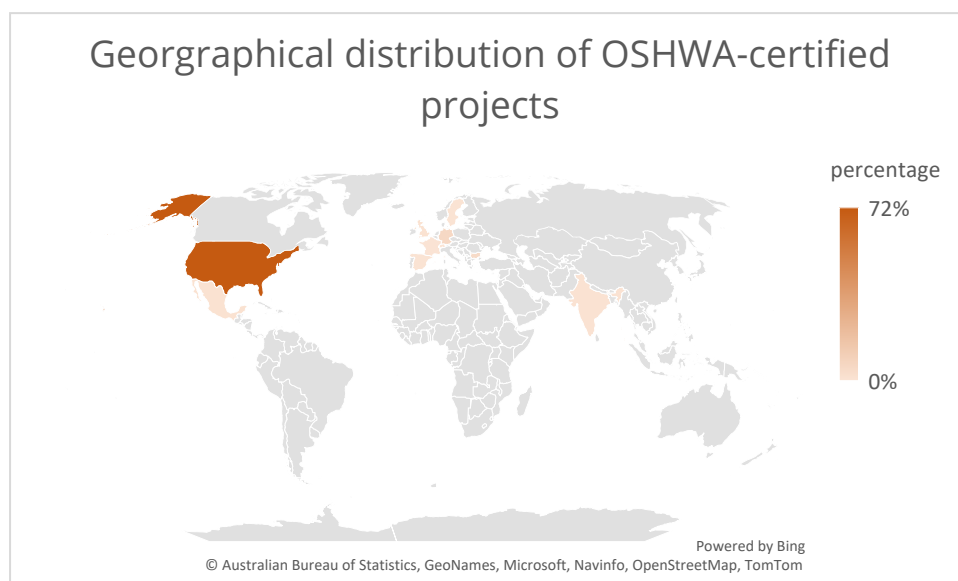 Georgraphical distribution of OSHWA-certified
projects
percentage
72%
0%
Powered by Bing
© Australian Bureau of Statistics, GeoNames, Microsoft, Navinfo, OpenStreetMap, TomTom